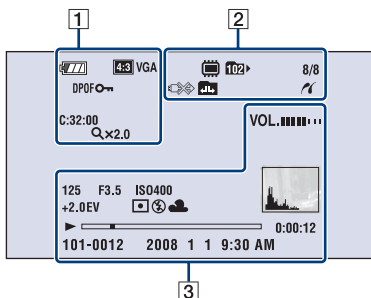 1
2
4:3 VGA
102
8/8
DPOF
C:32:00
×2.0
VOL.
125 F3.5 ISO400
+2.0EV
0:00:12
101-0012 2008 1 1 9:30 AM
3